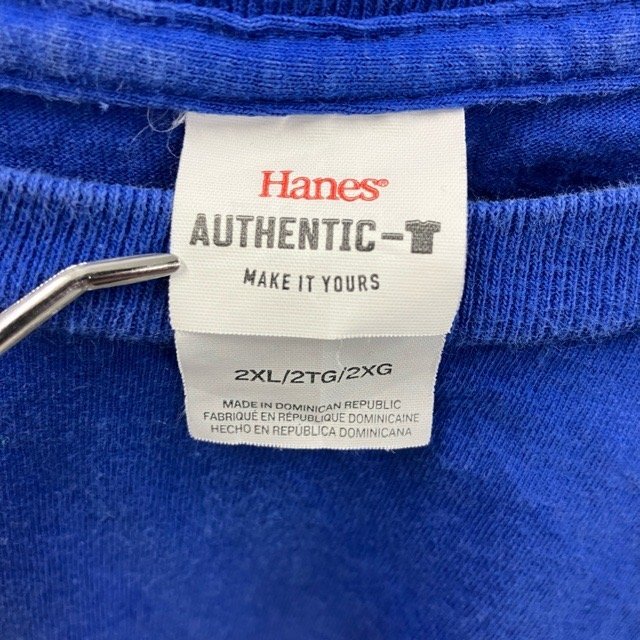 Hanes®
AUTHENTIC-
MAKE IT YOURS
2XL/2TG/2XG
MADE IN DOMINICAN REPUBLIC
FABRIQUÉ EN RÉPUBLIQUE DOMINICAINE
HECHO EN REPÚBLICA DOMINICANA